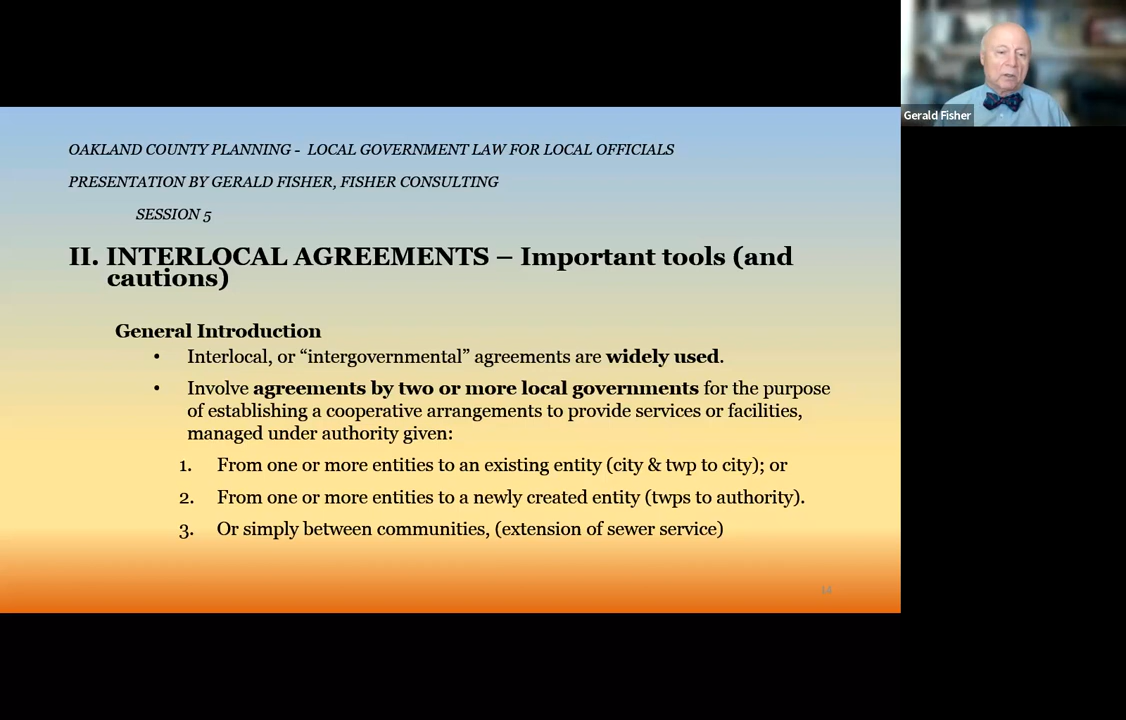 OAKLAND COUNTY PLANNING - LOCAL GOVERNMENT LAW FOR LOCAL OFFICIALS
PRESENTATION BY GERALD FISHER, FISHER CONSULTING
SESSION 5
II. INTERLOCAL AGREEMENTS – Important tools (and
cautions)
General Introduction
• Interlocal, or “intergovernmental” agreements are widely used.
• Involve agreements by two or more local governments for the purpose
of establishing a cooperative arrangements to provide services or facilities,
managed under authority given:
1. From one or more entities to an existing entity (city & twp to city); or
2. From one or more entities to a newly created entity (twps to authority).
3. Or simply between communities, (extension of sewer service)
Gerald Fisher